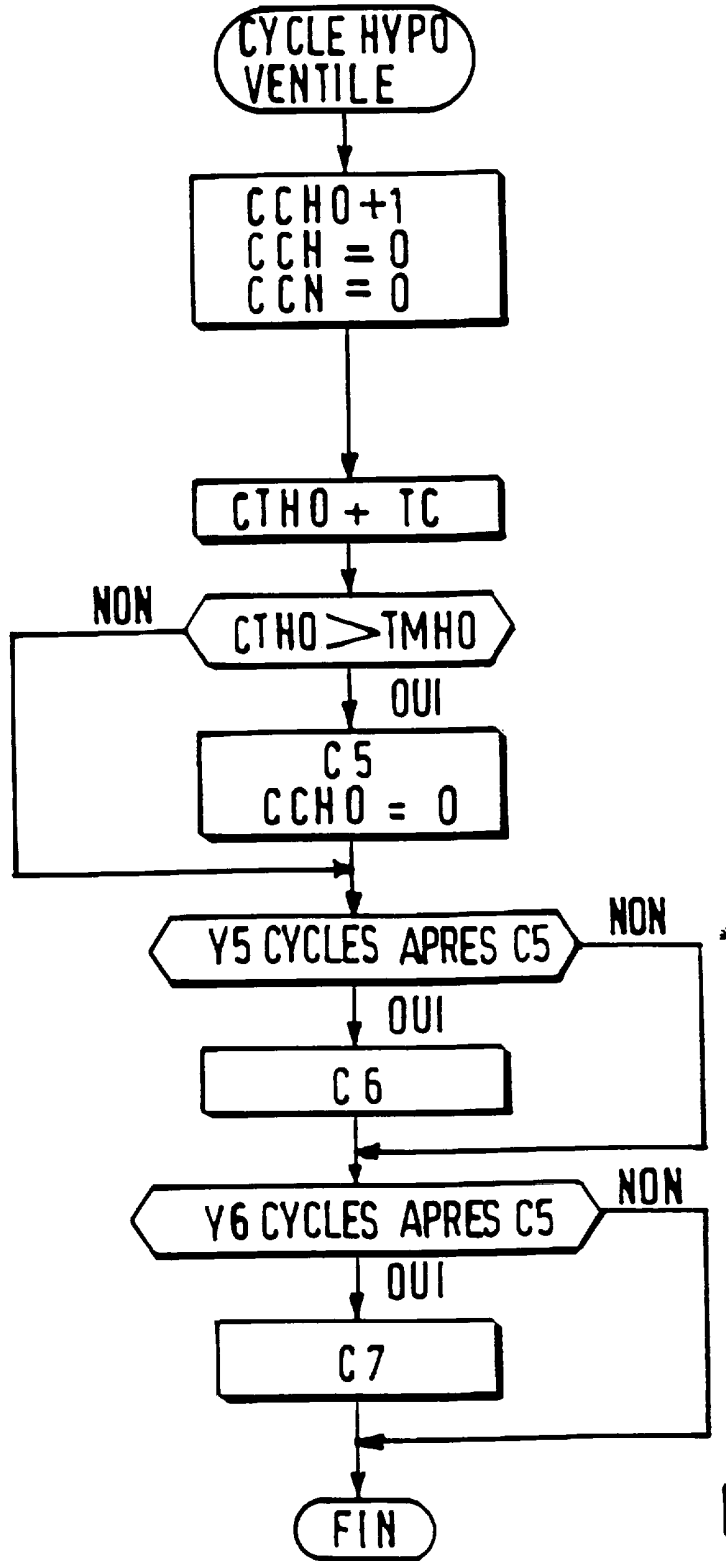 CYCLE HYPO
VENTILE
CCHO+1
CCH = 0
CCN = 0
CTHO + TC
NON
CTHO > TMHO
OUI
C5
CCHO = 0
Y5 CYCLES APRES C5
NON
OUI
C6
Y6 CYCLES APRES C5
NON
OUI
C7
FIN